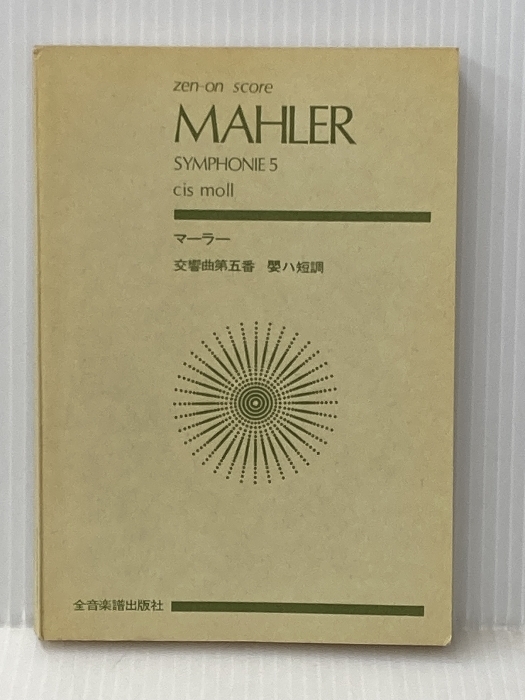 zen-on score
MAHLER
SYMPHONIE 5
cis moll
マーラー
交響曲第五番 嬰ハ短調
全音楽譜出版社